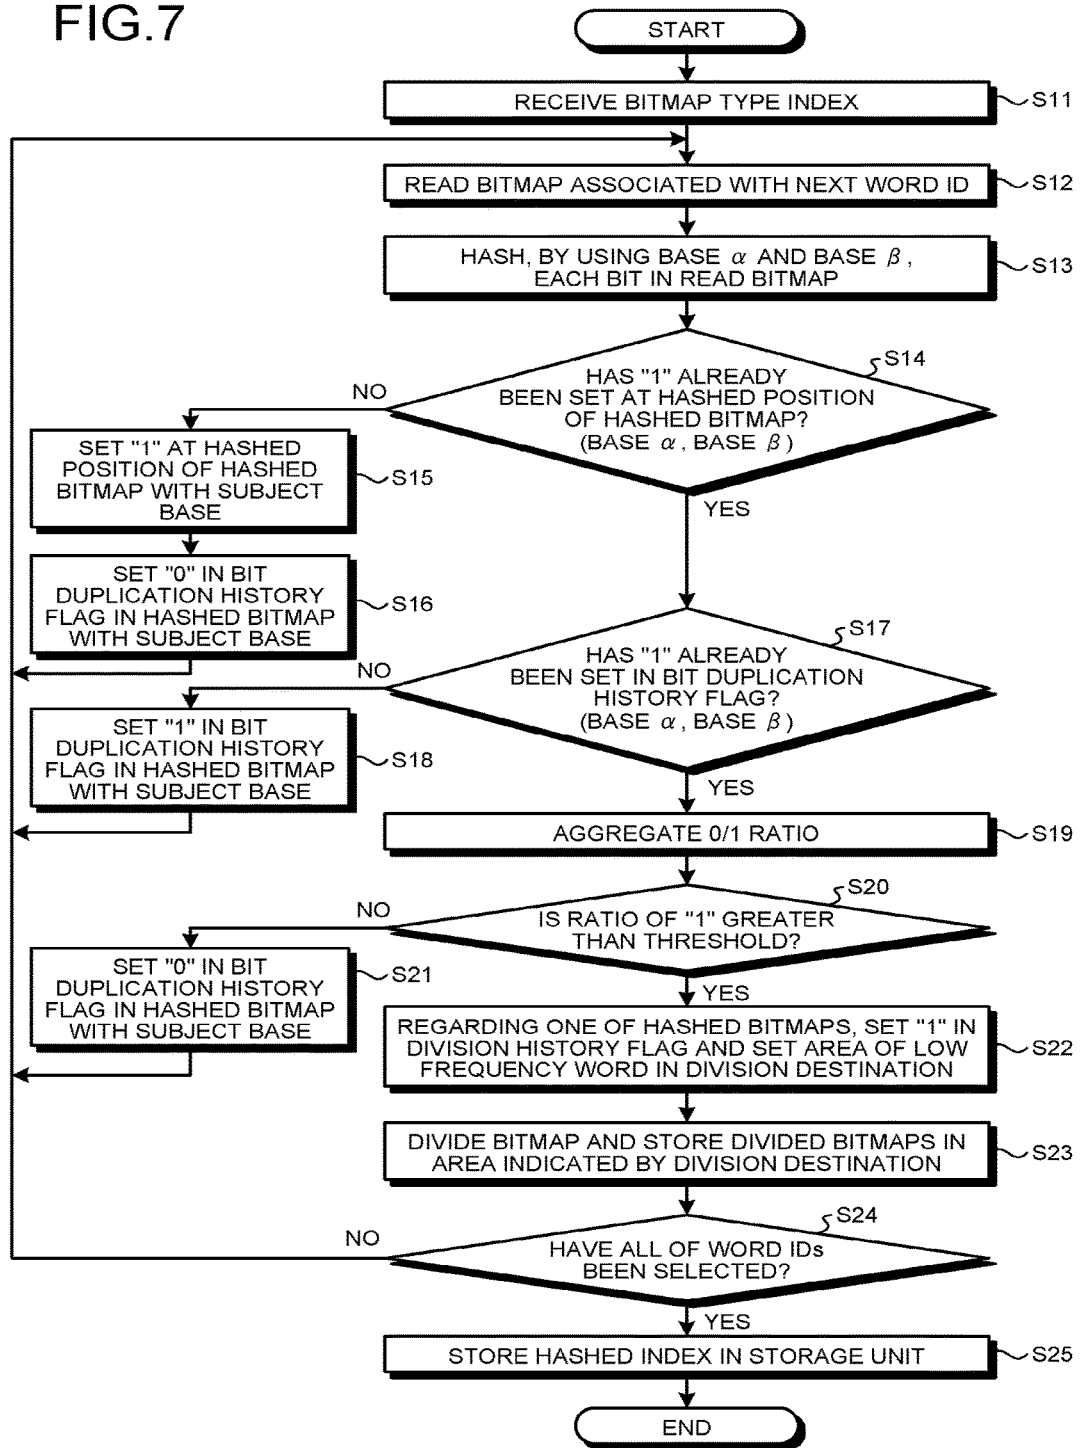 FIG.7
START
RECEIVE BITMAP TYPE INDEX
S11
READ BITMAP ASSOCIATED WITH NEXT WORD ID
S12
HASH, BY USING BASE α AND BASE β,
EACH BIT IN READ BITMAP
S13
S14
HAS "1" ALREADY
BEEN SET AT HASHED POSITION
OF HASHED BITMAP?
(BASE α, BASE β)
NO
YES
SET "1" AT HASHED
POSITION OF HASHED
BITMAP WITH SUBJECT
BASE
S15
SET "0" IN BIT
DUPLICATION HISTORY
FLAG IN HASHED BITMAP
WITH SUBJECT BASE
S16
S17
HAS "1" ALREADY
BEEN SET IN BIT DUPLICATION
HISTORY FLAG?
(BASE α, BASE β)
NO
YES
SET "1" IN BIT
DUPLICATION HISTORY
FLAG IN HASHED BITMAP
WITH SUBJECT BASE
S18
AGGREGATE 0/1 RATIO
S19
S20
IS RATIO OF "1" GREATER
THAN THRESHOLD?
NO
YES
SET "0" IN BIT
DUPLICATION HISTORY
FLAG IN HASHED BITMAP
WITH SUBJECT BASE
S21
REGARDING ONE OF HASHED BITMAPS, SET "1" IN
DIVISION HISTORY FLAG AND SET AREA OF LOW
FREQUENCY WORD IN DIVISION DESTINATION
S22
DIVIDE BITMAP AND STORE DIVIDED BITMAPS IN
AREA INDICATED BY DIVISION DESTINATION
S23
S24
HAVE ALL OF WORD IDs
BEEN SELECTED?
NO
YES
STORE HASHED INDEX IN STORAGE UNIT
S25
END